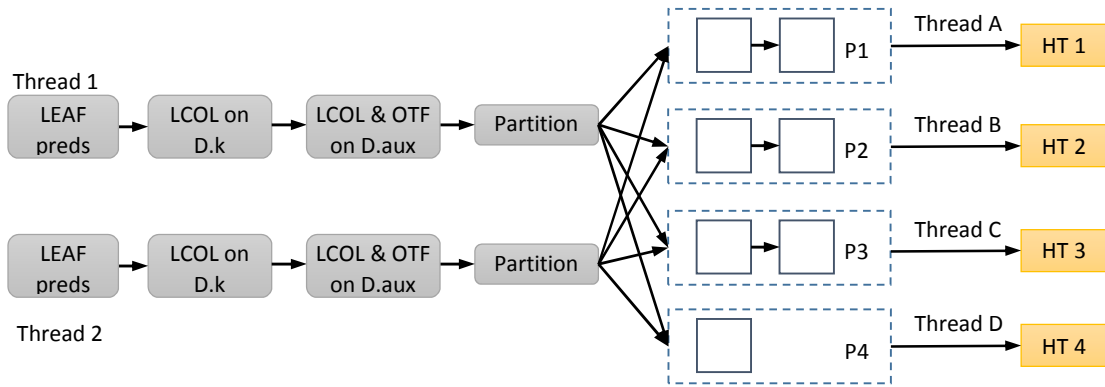 Thread 1
LEAF
preds
LCOL on
D.k
LCOL & OTF
on D.aux
Partition
LEAF
preds
LCOL on
D.k
LCOL & OTF
on D.aux
Partition
Thread 2
P1
Thread A
HT 1
P2
Thread B
HT 2
P3
Thread C
HT 3
P4
Thread D
HT 4